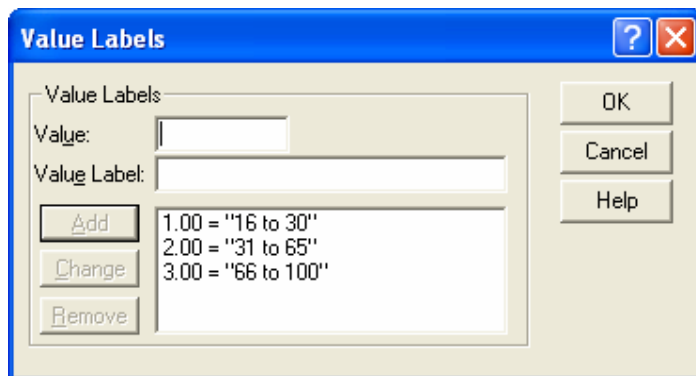 Value Labels
Value Labels
Value:
Value Label:
Add
Change
Remove
1.00 = "16 to 30"
2.00 = "31 to 65"
3.00 = "66 to 100"
OK
Cancel
Help